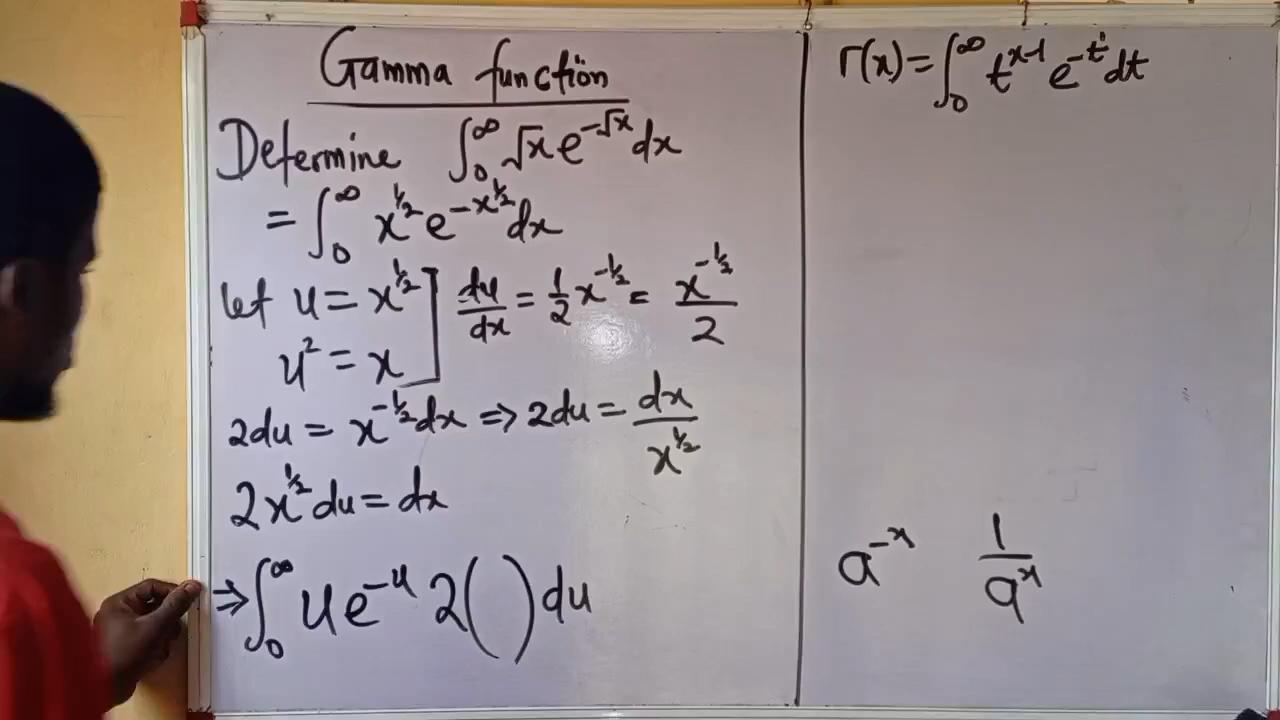 Gamma function
Determine ∫₀^∞ √x e^(-√x) dx
= ∫₀^∞ x^(1/2) e^(-x^(1/2)) dx
let u = x^(1/2) ] du/dx = 1/2 x^(-1/2) = x^(-1/2)/2
u² = x
2du = x^(-1/2) dx ⇒ 2du = dx/x^(1/2)
2x^(1/2) du = dx
⇒ ∫₀^∞ u e^(-u) 2( ) du
Γ(x) = ∫₀^∞ t^(x-1) e^(-t) dt
a^(-x) 1/a^x